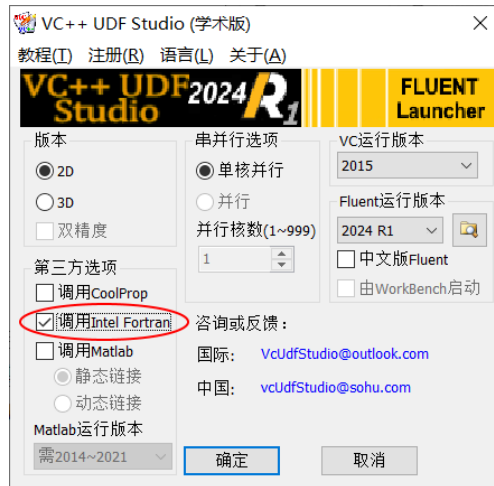 VC++ UDF Studio (学术版)
教程(T) 注册(R) 语言(L) 关于(A)
VC++ UDF Studio 2024 R1
FLUENT Launcher
版本
2D
3D
双精度
串并行选项
单核并行
并行
并行核数(1~999)
1
VC运行版本
2015
Fluent运行版本
2024 R1
中文版Fluent
由WorkBench启动
第三方选项
调用CoolProp
调用Intel Fortran
调用Matlab
静态链接
动态链接
Matlab运行版本
需2014~2021
咨询或反馈：
国际: VcUdfStudio@outlook.com
中国: vcUdfStudio@sohu.com
确定
取消